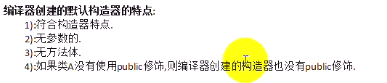 编译器创建的默认构造器的特点:
1):符合构造器特点.
2):无参数的.
3):无方法体.
4):如果类A没有使用public修饰,则编译器创建的构造器也没有public修饰.